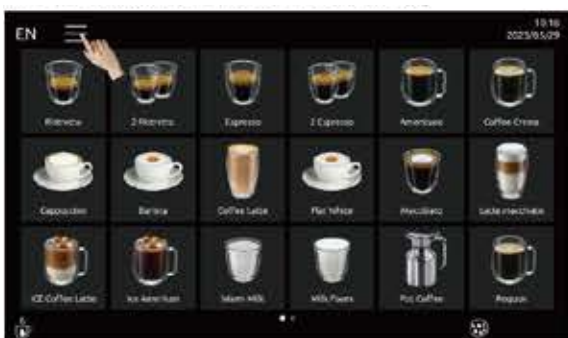 EN
10:16
2025/05/29
Ristretto 2 Ristretto Espresso 2 Espresso Americano Coffee Crema
Cappuccino Barista Coffee Latte Flat White Macchiato Latte macchiato
ICE Coffee Latte Ice Americano Warm Milk Milk Foam Pot Coffee